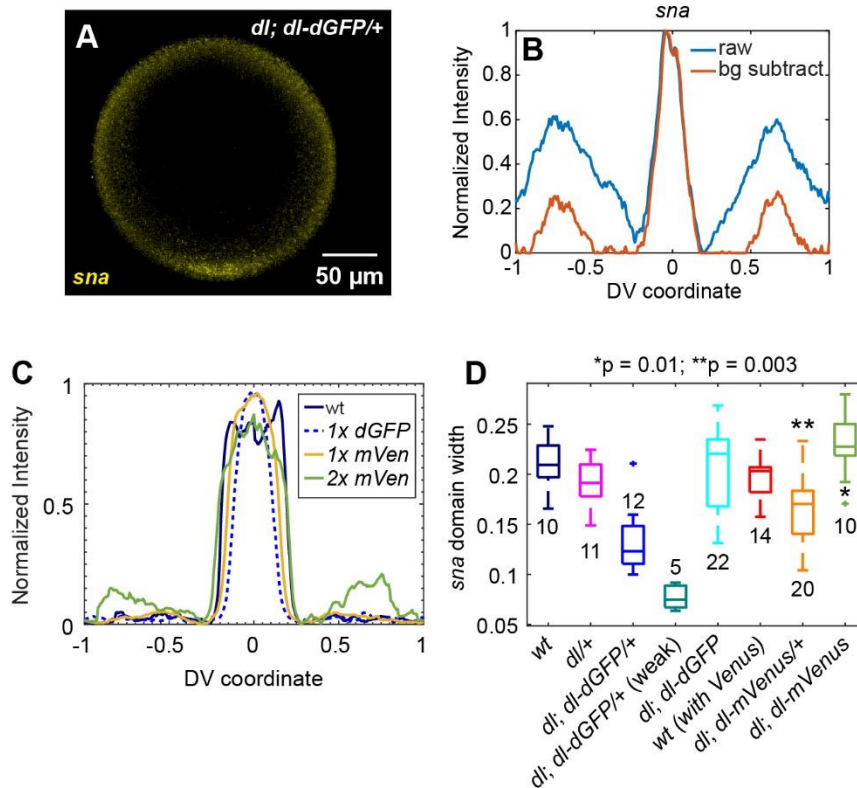 A
dl; dl-dGFP/+
sna
50 µm
B
sna
raw
bg subtract
Normalized Intensity
1
0.8
0.6
0.4
0.2
0
-1
-0.5
0
0.5
1
DV coordinate
C
wt
1x dGFP
1x mVen
2x mVen
Normalized Intensity
1
0.5
0
-1
-0.5
0
0.5
1
DV coordinate
D
*p = 0.01; **p = 0.003
sna domain width
0.25
0.2
0.15
0.1
0.05
10
11
12
5
22
14
**
20
*
10
wt
dl/+
dl; dl-dGFP/+
dl; dl-dGFP/+ (weak)
dl; dl-dGFP
wt (with Venus)
dl; dl-mVenus/+
dl; dl-mVenus